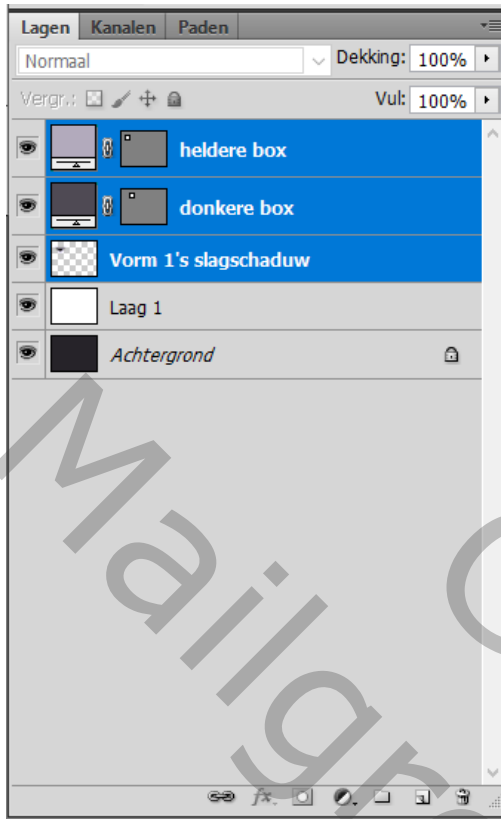 Lagen Kanalen Paden
Normaal Dekking: 100%
Vergr.: Vul: 100%
heldere box
donkere box
Vorm 1's slagschaduw
Laag 1
Achtergrond
fx.